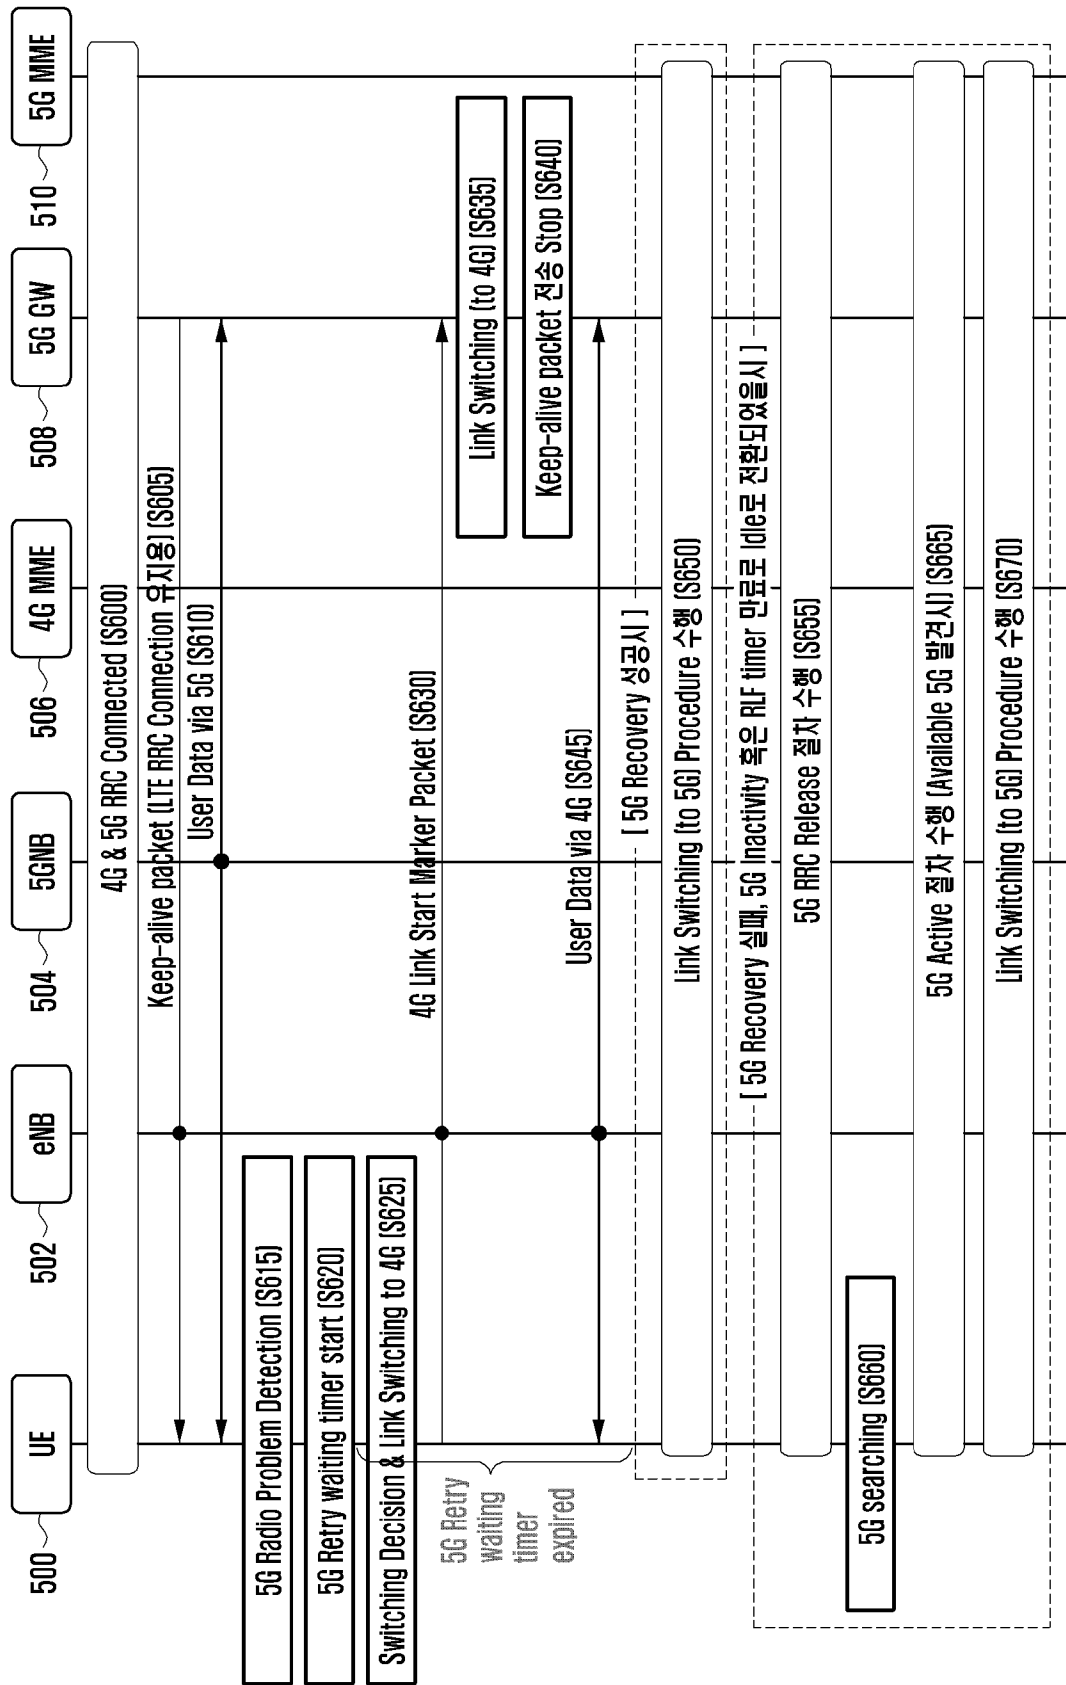 UE
eNB
5GNB
4G MME
5G GW
5G MME
500
502
504
506
508
510
4G & 5G RRC Connected (S600)
Keep-alive packet (LTE RRC Connection 유지용) (S605)
User Data via 5G (S610)
5G Radio Problem Detection (S615)
5G Retry waiting timer start (S620)
Switching Decision & Link Switching to 4G (S625)
4G Link Start Marker Packet (S630)
Link Switching (to 4G) (S635)
Keep-alive packet 전송 Stop (S640)
5G Retry
waiting
timer
expired
User Data via 4G (S645)
[ 5G Recovery 성공시 ]
Link Switching (to 5G) Procedure 수행 (S650)
[ 5G Recovery 실패, 5G Inactivity 혹은 RLF timer 만료로 Idle로 전환되었을시 ]
5G RRC Release 절차 수행 (S655)
5G searching (S660)
5G Active 절차 수행 (Available 5G 발견시) (S665)
Link Switching (to 5G) Procedure 수행 (S670)